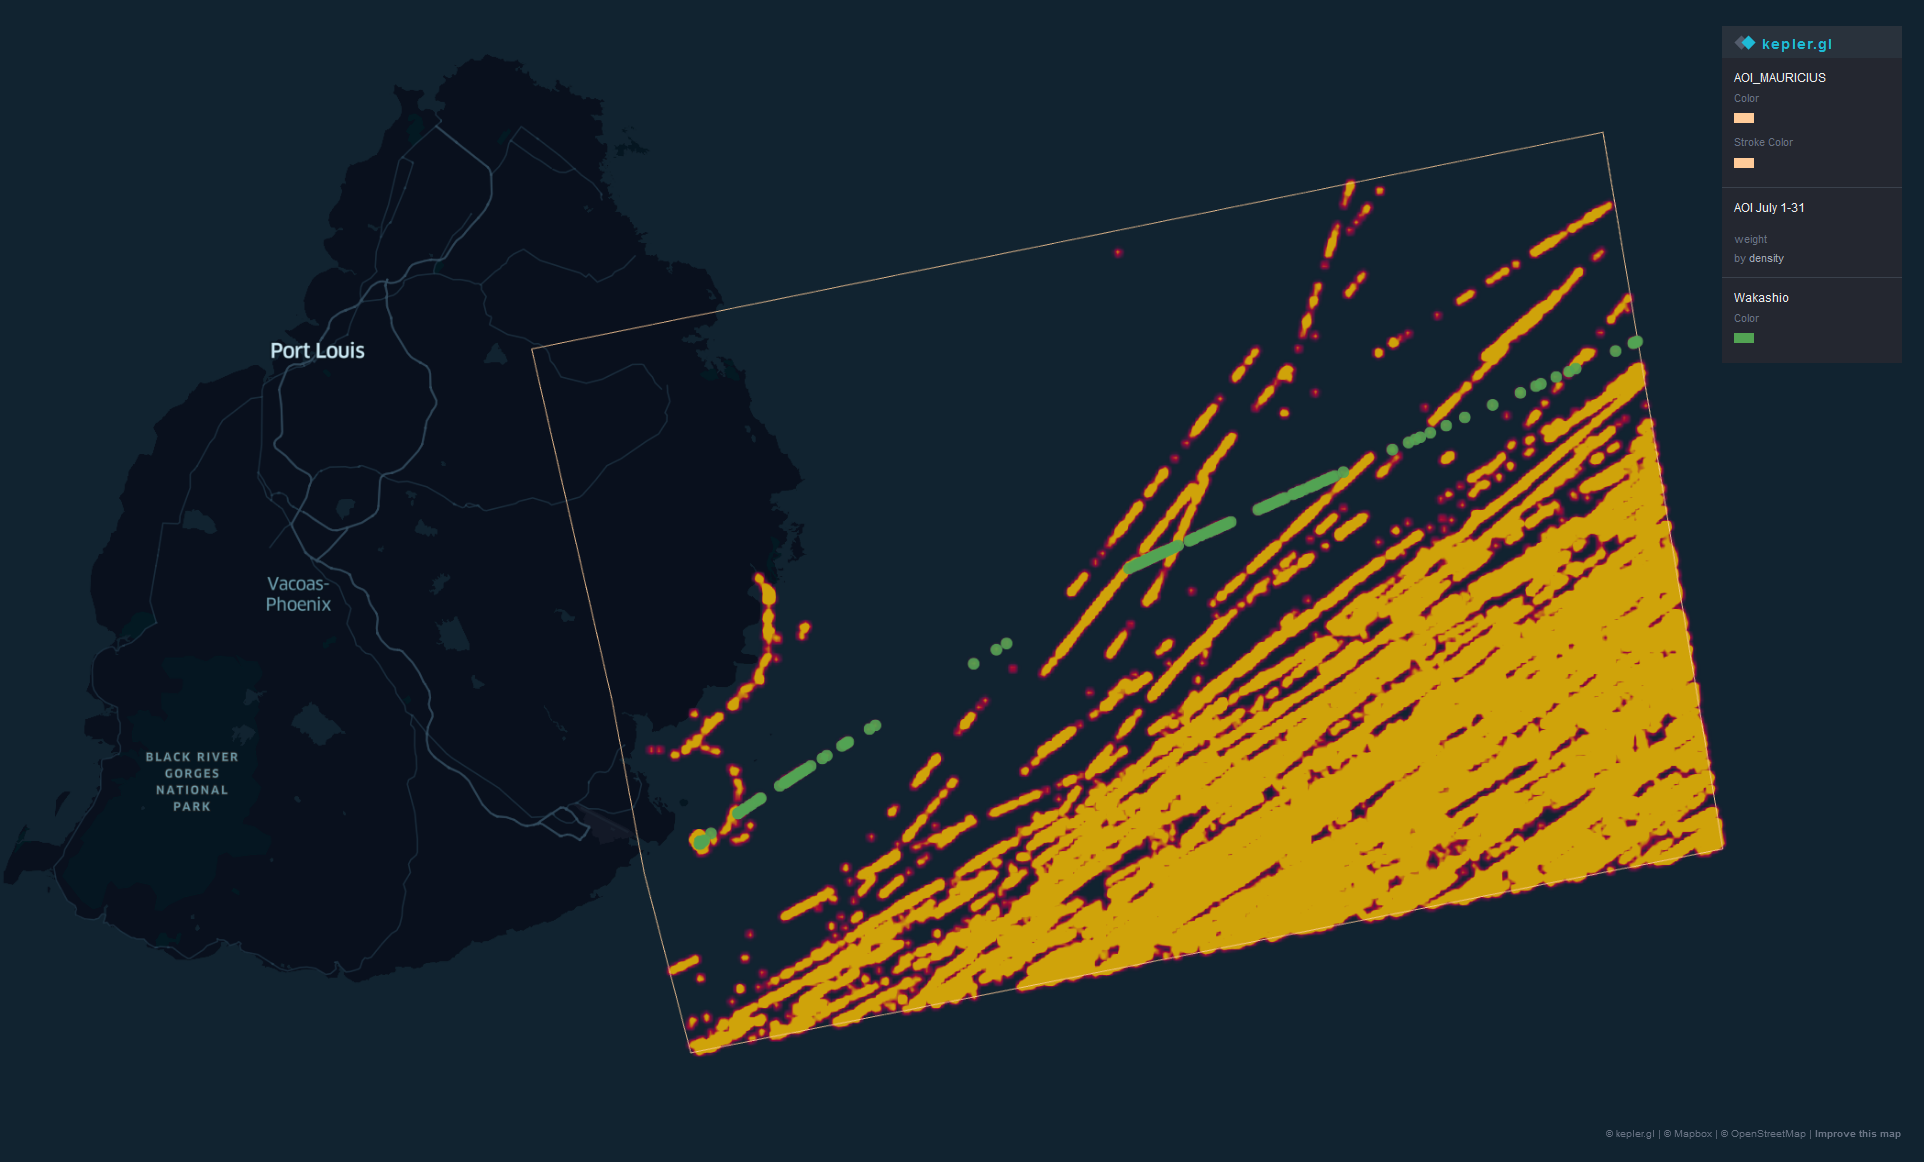 kepler.gl
AOI_MAURICIUS
Color
Stroke Color
AOI July 1-31
weight
by density
Wakashio
Color
Port Louis
Vacoas-
Phoenix
BLACK RIVER
GORGES
NATIONAL
PARK
© kepler.gl | © Mapbox | © OpenStreetMap | Improve this map